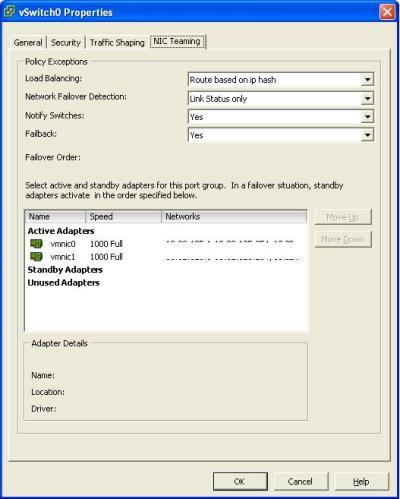 vSwitch0 Properties
General Security Traffic Shaping NIC Teaming
Policy Exceptions
Load Balancing: Route based on ip hash
Network Failover Detection: Link Status only
Notify Switches: Yes
Failback: Yes
Failover Order:
Select active and standby adapters for this port group. In a failover situation, standby
adapters activate in the order specified below.
Name Speed Networks
Move Up
Active Adapters
vmnic0 1000 Full
Move Down
vmnic1 1000 Full
Standby Adapters
Unused Adapters
Adapter Details
Name:
Location:
Driver:
OK Cancel Help